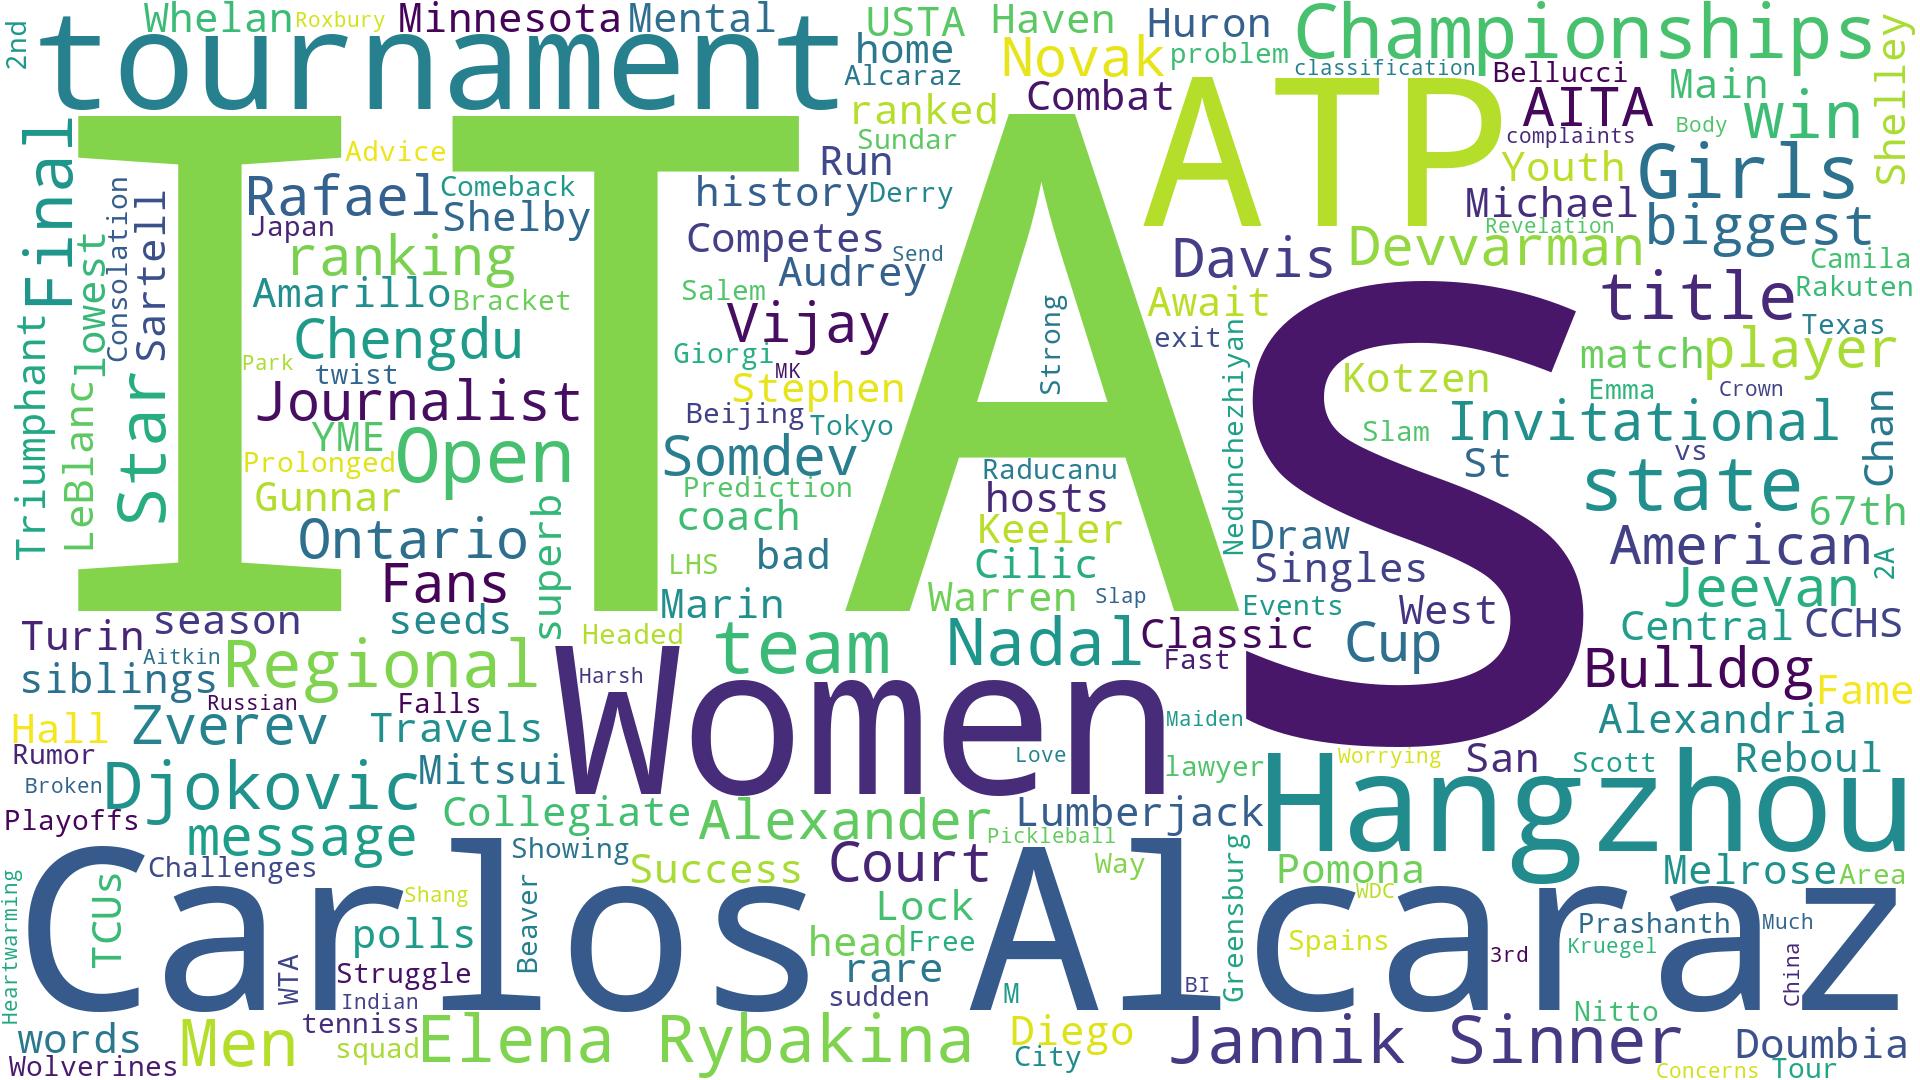 2nd
Whelan
Roxbury
Minnesota
Mental
tournament
USTA
Haven
Huron
Championships
Shelley
home
Novak
problem
Alcaraz
classification
Bellucci
Main
ranked
Combat
ATP
AITA
win
Sundar
complaints
Body
Final
ITA
S
Advice
Run
Youth
Girls
Consolation
Sartell
Rafael
Comeback
history
Derry
Michael
Japan
Shelby
Revelation
biggest
lowest
ranking
Competes
Send
Davis
Devvarman
Camila
Amarillo
Bracket
Audrey
Salem
Await
title
Rakuten
Triumphant
Chengdu
Vijay
Strong
exit
Nedunchezhiyan
Texas
Park
twist
Giorgi
MK
match
player
LeBlanc
Star
Journalist
Stephen
Kotzen
Emma
Crown
Chan
YME
Open
Beijing
Tokyo
Slam
Invitational
Prolonged
Somdev
Raducanu
St
vs
Gunnar
Prediction
hosts
state
superb
coach
67th
Ontario
bad
Keeler
Draw
American
2A
Fans
LHS
Cilic
Singles
Jeevan
season
seeds
Marin
Warren
Slap
Events
West
Turin
Headed
team
Nadal
Classic
Cup
Central
CCHS
Aitkin
Regional
Women
Fast
siblings
Harsh
Bulldog
Fame
Russian
Falls
Hall
Zverev
Travels
Maiden
Alexandria
Rumor
Love
Worrying
San
Scott
Reboul
Broken
Djokovic
Mitsui
lawyer
Hangzhou
Playoffs
message
Collegiate
Alexander
Lumberjack
Pickleball
Carlos Alcaraz
Challenges
Showing
Success
Court
Way
Greensburg
Pomona
Melrose
Area
Heartwarming
TCUs
Shang
Beaver
Lock
WDC
polls
head
Free
Spains
Prashanth
Much
WTA
Struggle
rare
3rd
Kruegel
China
Indian
sudden
M
BI
Nitto
words
Men
tenniss
squad
Elena Rybakina
Diego
City
Jannik Sinner
Doumbia
Wolverines
Concerns
Tour